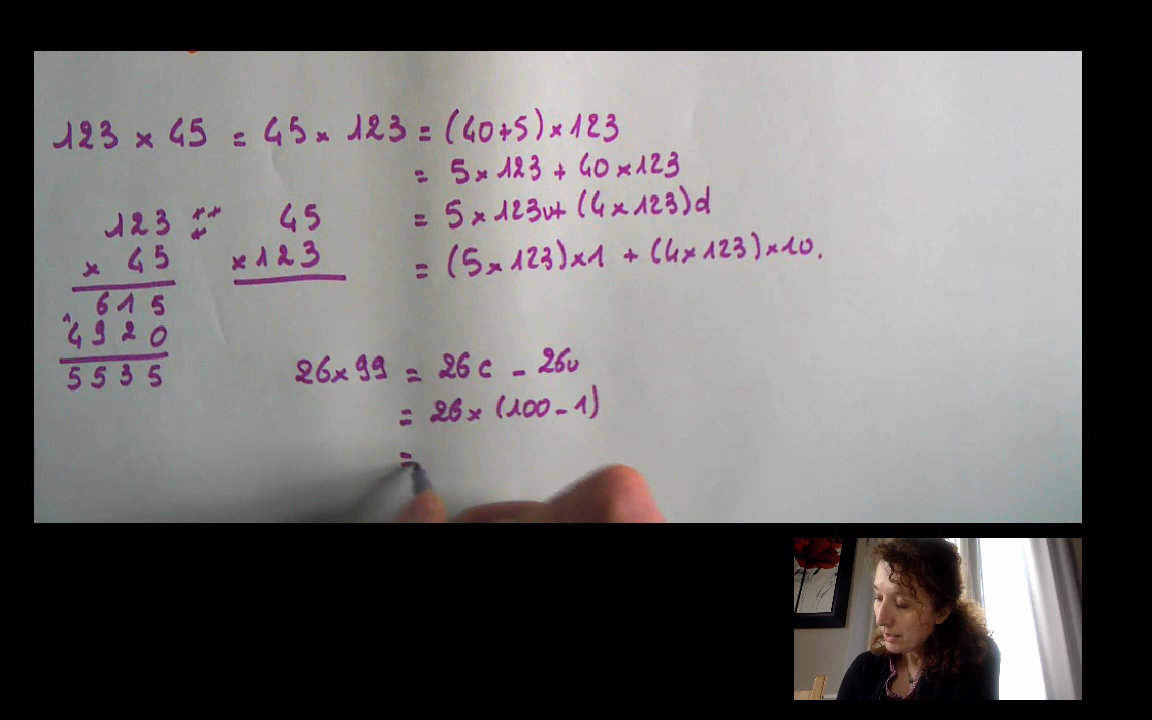 123 × 45 = 45 × 123 = (40+5)×123
= 5×123 + 40×123
= 5×123u+ (4×123)d
= (5×123)×1 + (4×123)×10.
123
× 45
615
4920
5535
45
×123
26×99 = 26c - 26u
= 26×(100-1)
=